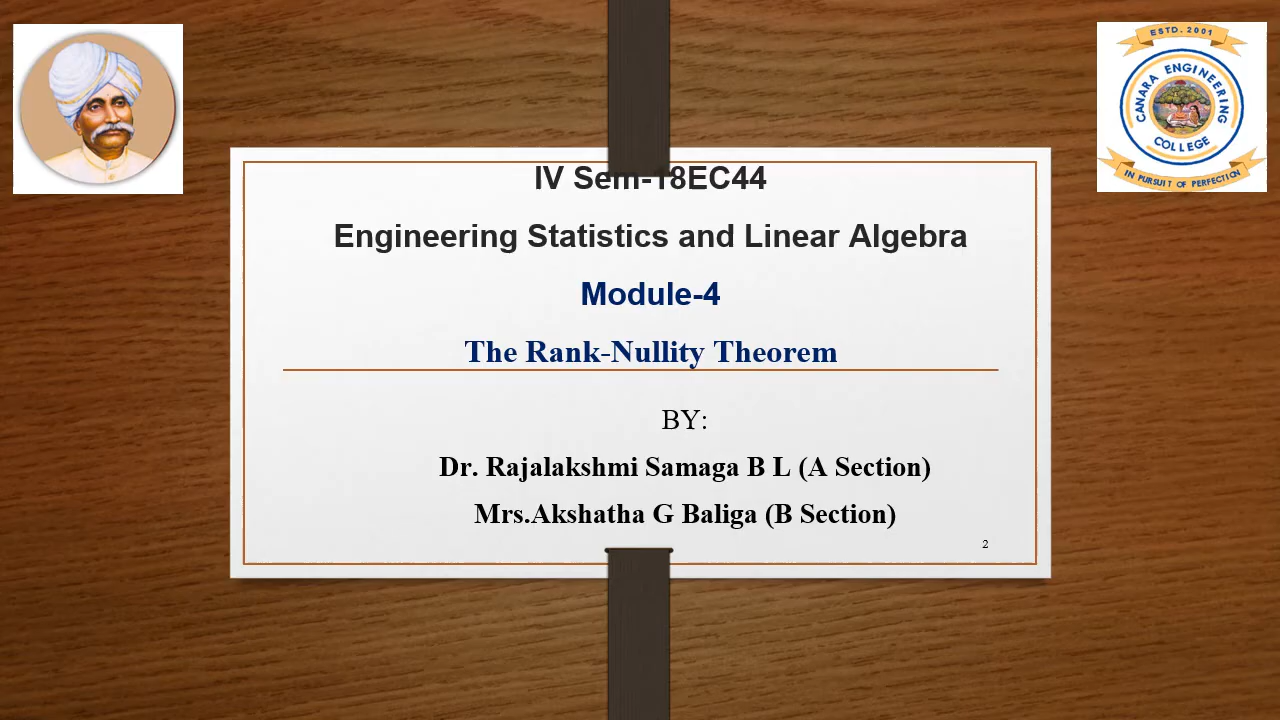 ESTD. 2001
CANARA ENGINEERING
COLLEGE
IN PURSUIT OF PERFECTION
IV Sem-18EC44
Engineering Statistics and Linear Algebra
Module-4
The Rank-Nullity Theorem
BY:
Dr. Rajalakshmi Samaga B L (A Section)
Mrs.Akshatha G Baliga (B Section)
2